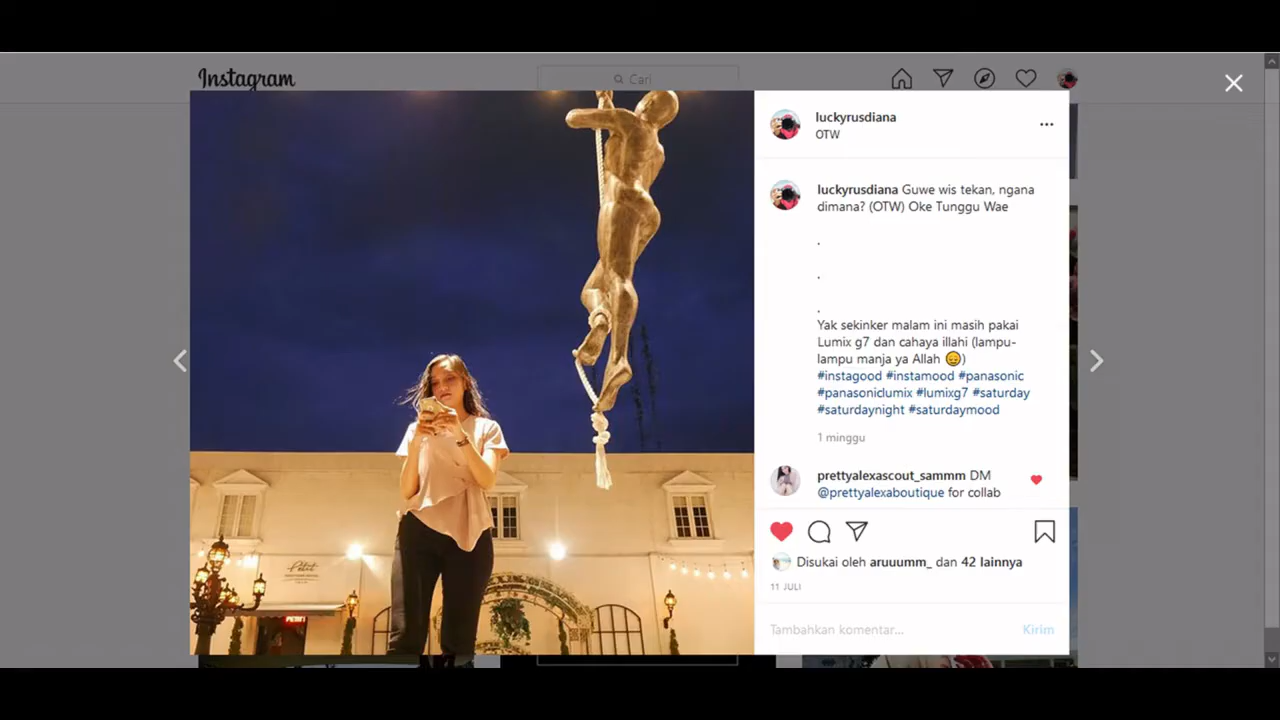 Instagram
Cari
luckyrusdiana
OTW
luckyrusdiana Guwe wis tekan, ngana
dimana? (OTW) Oke Tunggu Wae
.
.
.
Yak sekinker malam ini masih pakai
Lumix g7 dan cahaya illahi (lampu-
lampu manja ya Allah 😑)
#instagood #instamood #panasonic
#panasoniclumix #lumixg7 #saturday
#saturdaynight #saturdaymood
1 minggu
prettyalexascout_sammm DM
@prettyalexaboutique for collab
Disukai oleh aruuumm_ dan 42 lainnya
11 JULI
Tambahkan komentar...
Kirim